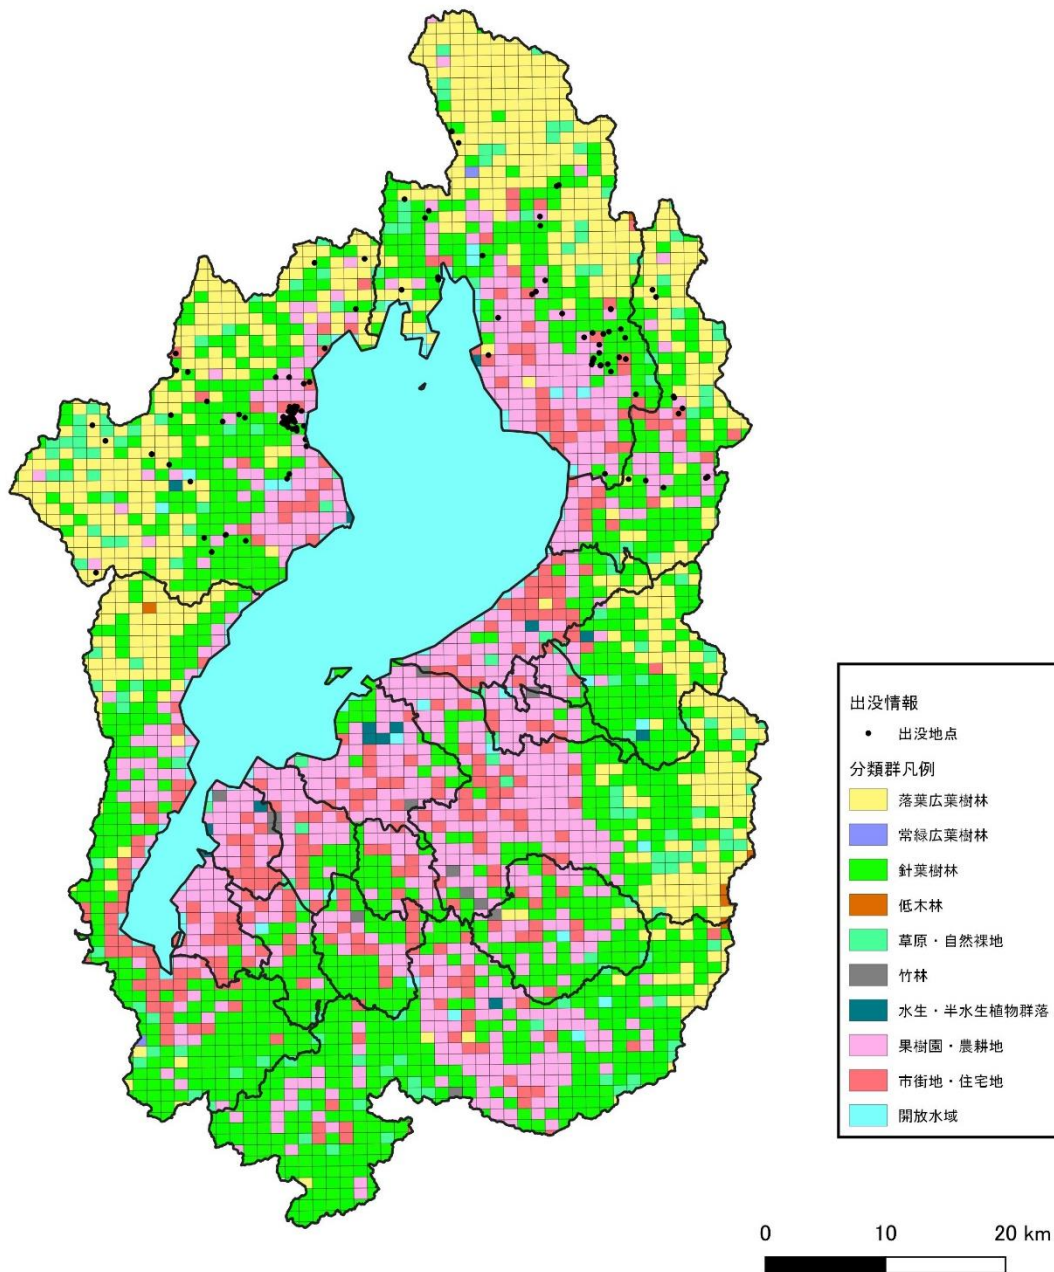 出没情報
出没地点
分類群凡例
落葉広葉樹林
常緑広葉樹林
針葉樹林
低木林
草原・自然裸地
竹林
水生・半水生植物群落
果樹園・農耕地
市街地・住宅地
開放水域
0 10 20 km